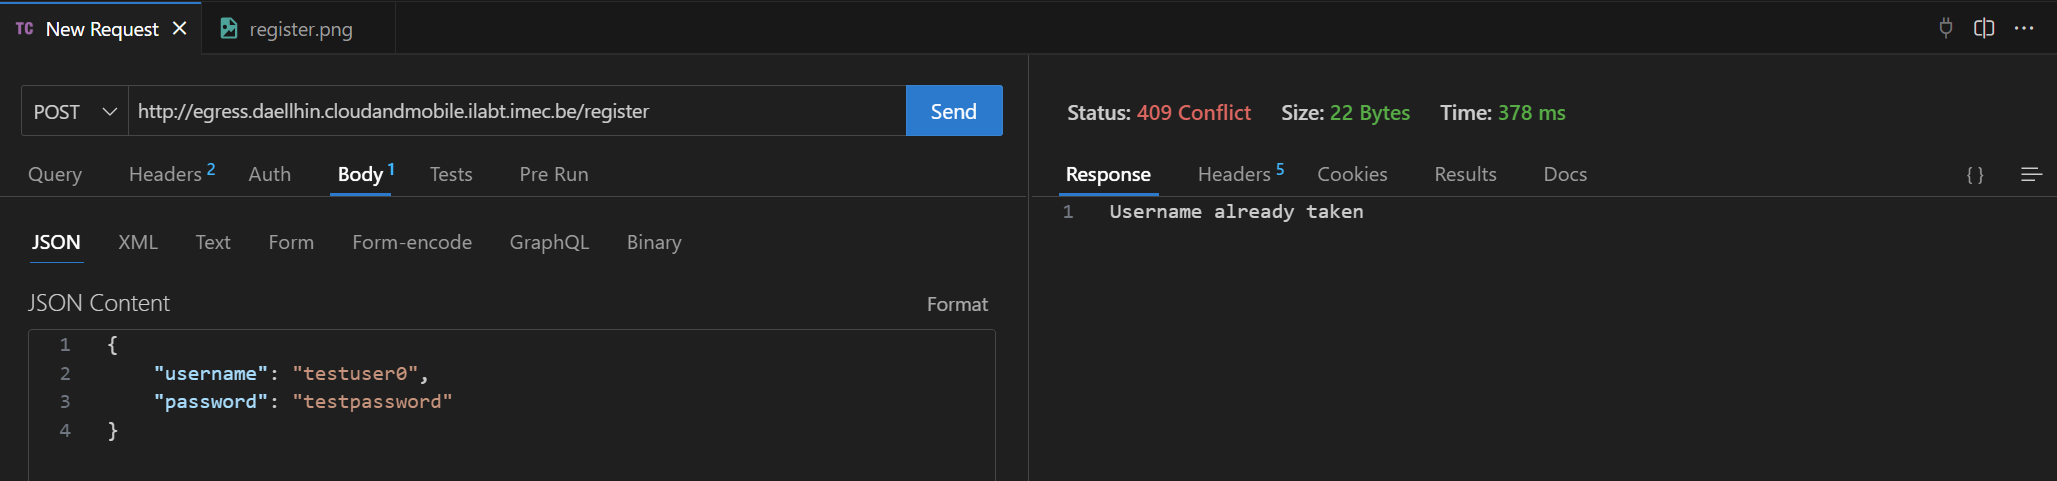 TC New Request register.png
POST http://egress.daellhin.cloudandmobile.ilabt.imec.be/register Send
Query Headers 2 Auth Body 1 Tests Pre Run
JSON XML Text Form Form-encode GraphQL Binary
JSON Content Format
1 {
2 "username": "testuser0",
3 "password": "testpassword"
4 }
Status: 409 Conflict Size: 22 Bytes Time: 378 ms
Response Headers 5 Cookies Results Docs { }
1 Username already taken